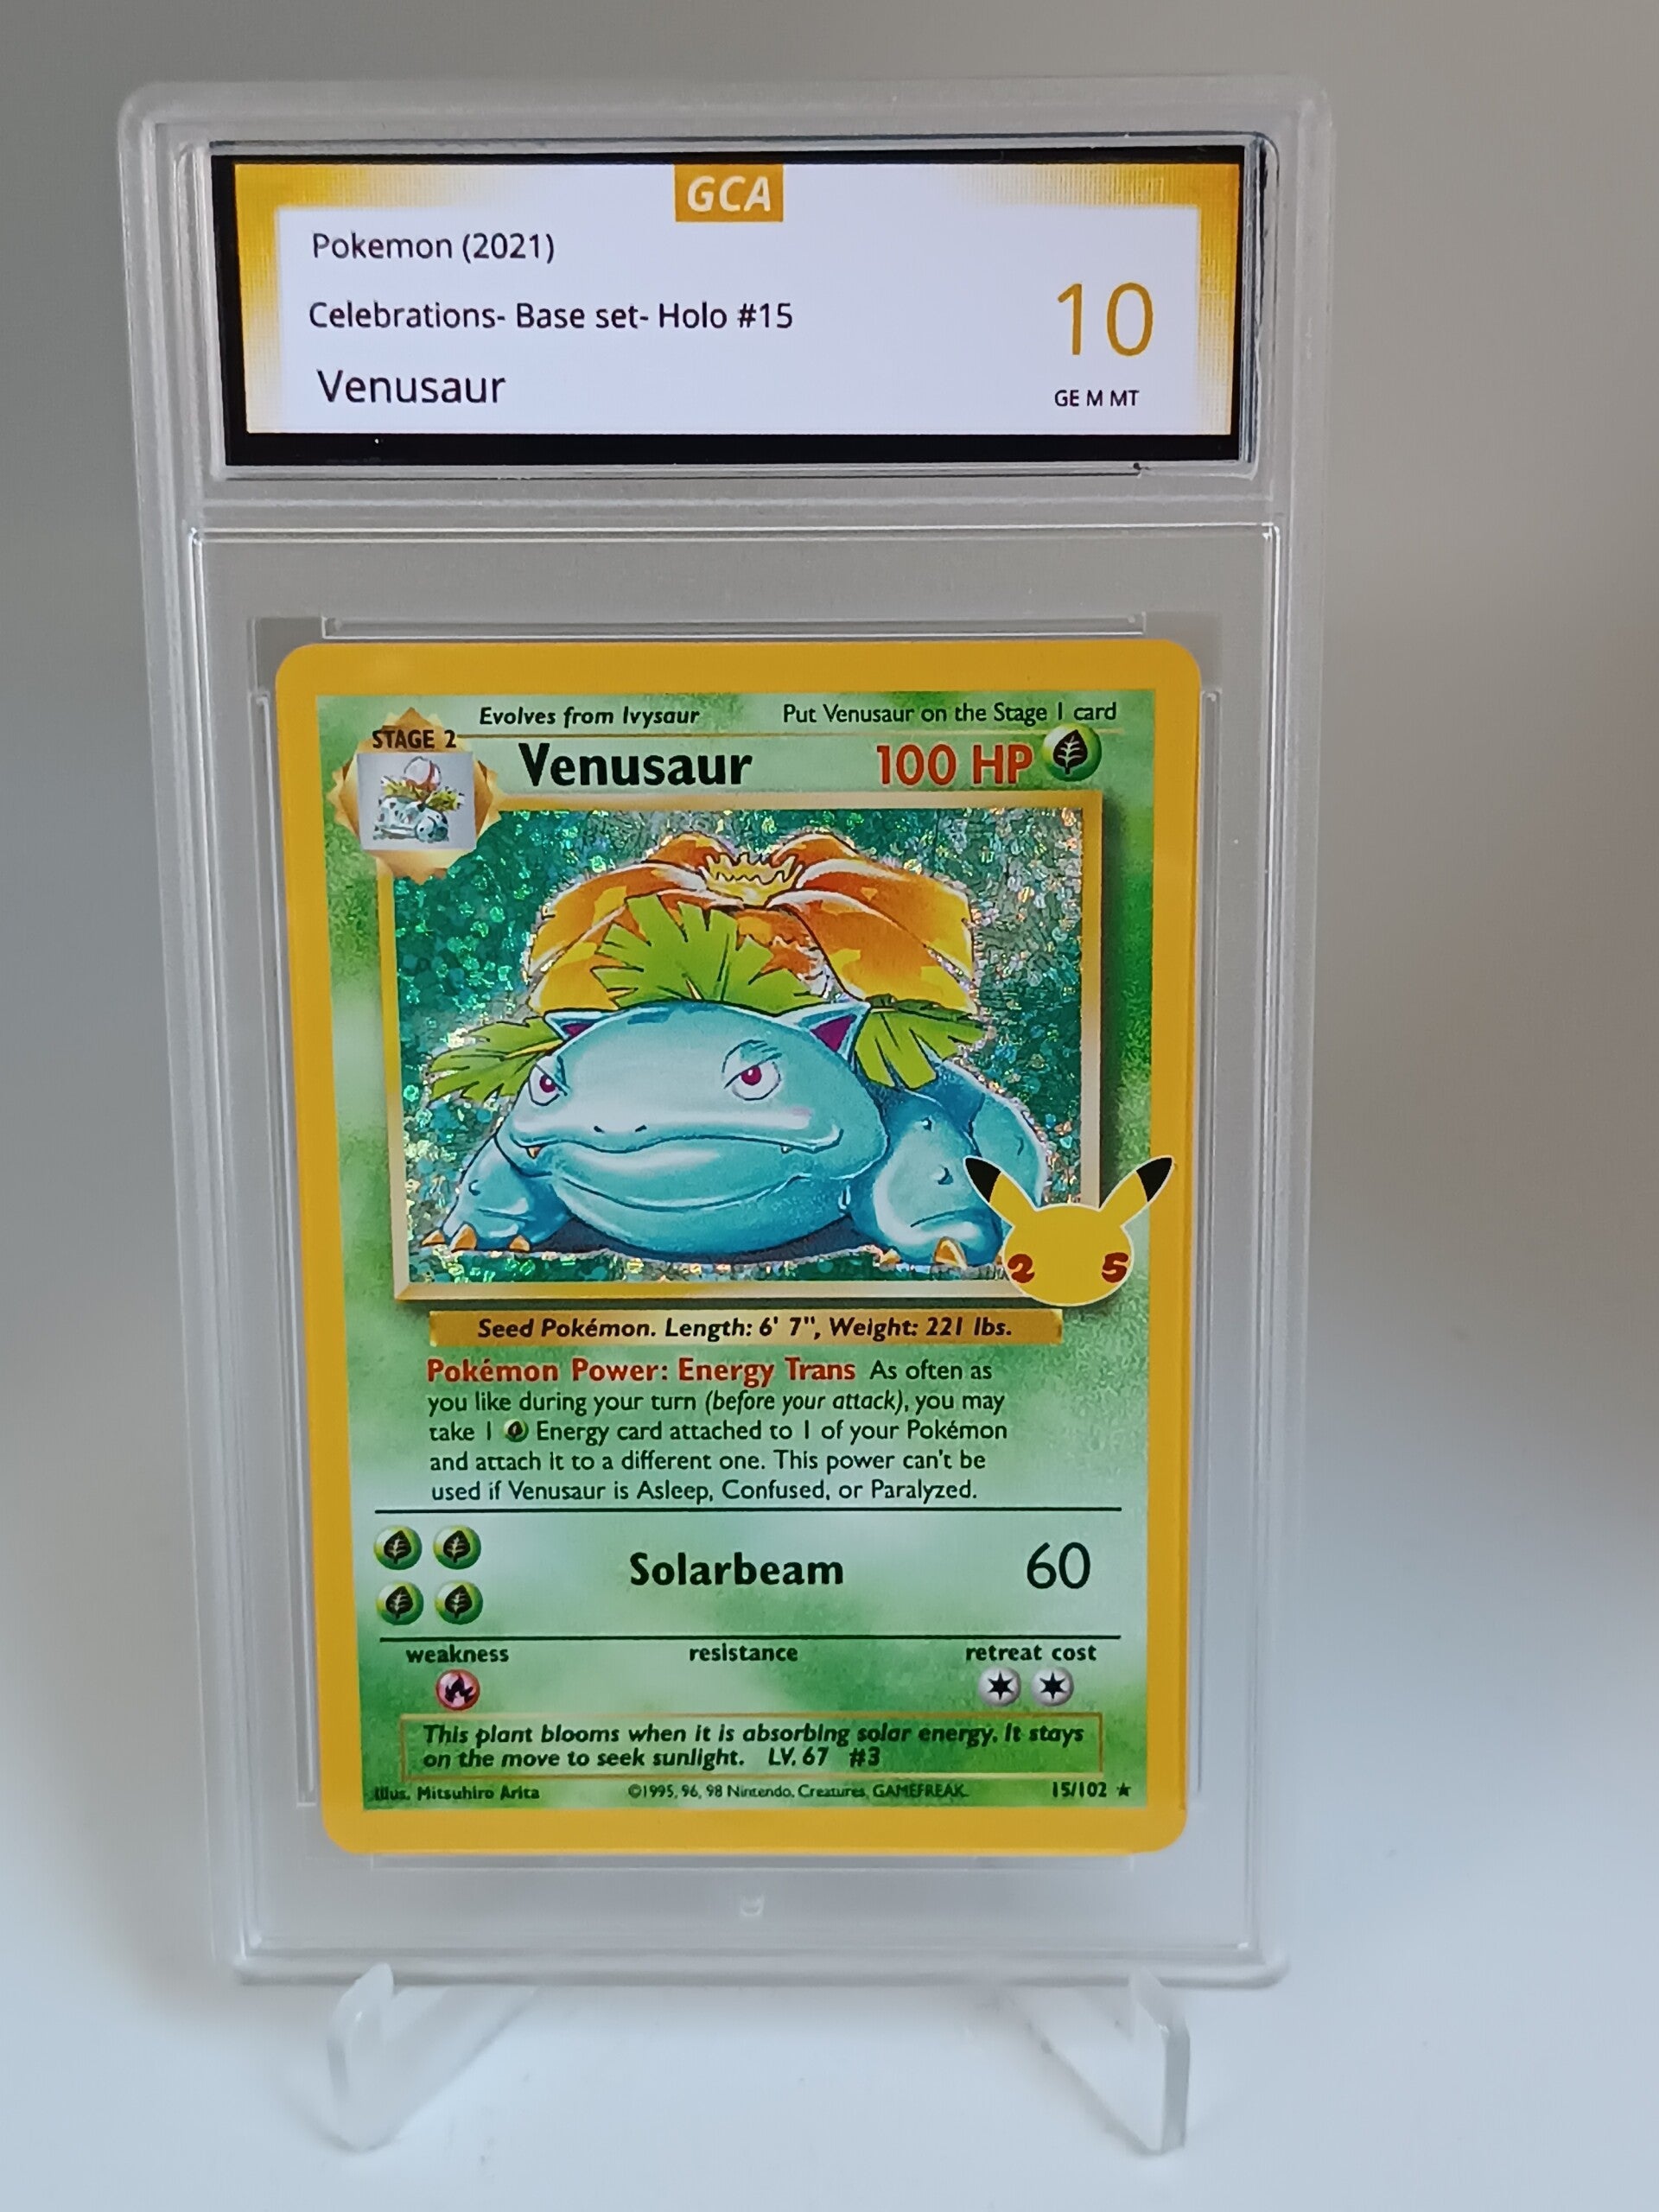 GCA
Pokemon (2021)
Celebrations- Base set- Holo #15
10
Venusaur
GE M MT
Evolves from Ivysaur
Put Venusaur on the Stage 1 card
STAGE 2
Venusaur
100 HP
2 5
Seed Pokémon. Length: 6' 7", Weight: 221 lbs.
Pokémon Power: Energy Trans As often as
you like during your turn (before your attack), you may
take 1 Energy card attached to 1 of your Pokémon
and attach it to a different one. This power can't be
used if Venusaur is Asleep, Confused, or Paralyzed.
Solarbeam
60
weakness
resistance
retreat cost
This plant blooms when it is absorbing solar energy. It stays
on the move to seek sunlight. LV. 67 #3
Illus. Mitsuhiro Arita
©1995, 96, 98 Nintendo, Creatures, GAMEFREAK.
15/102 ★